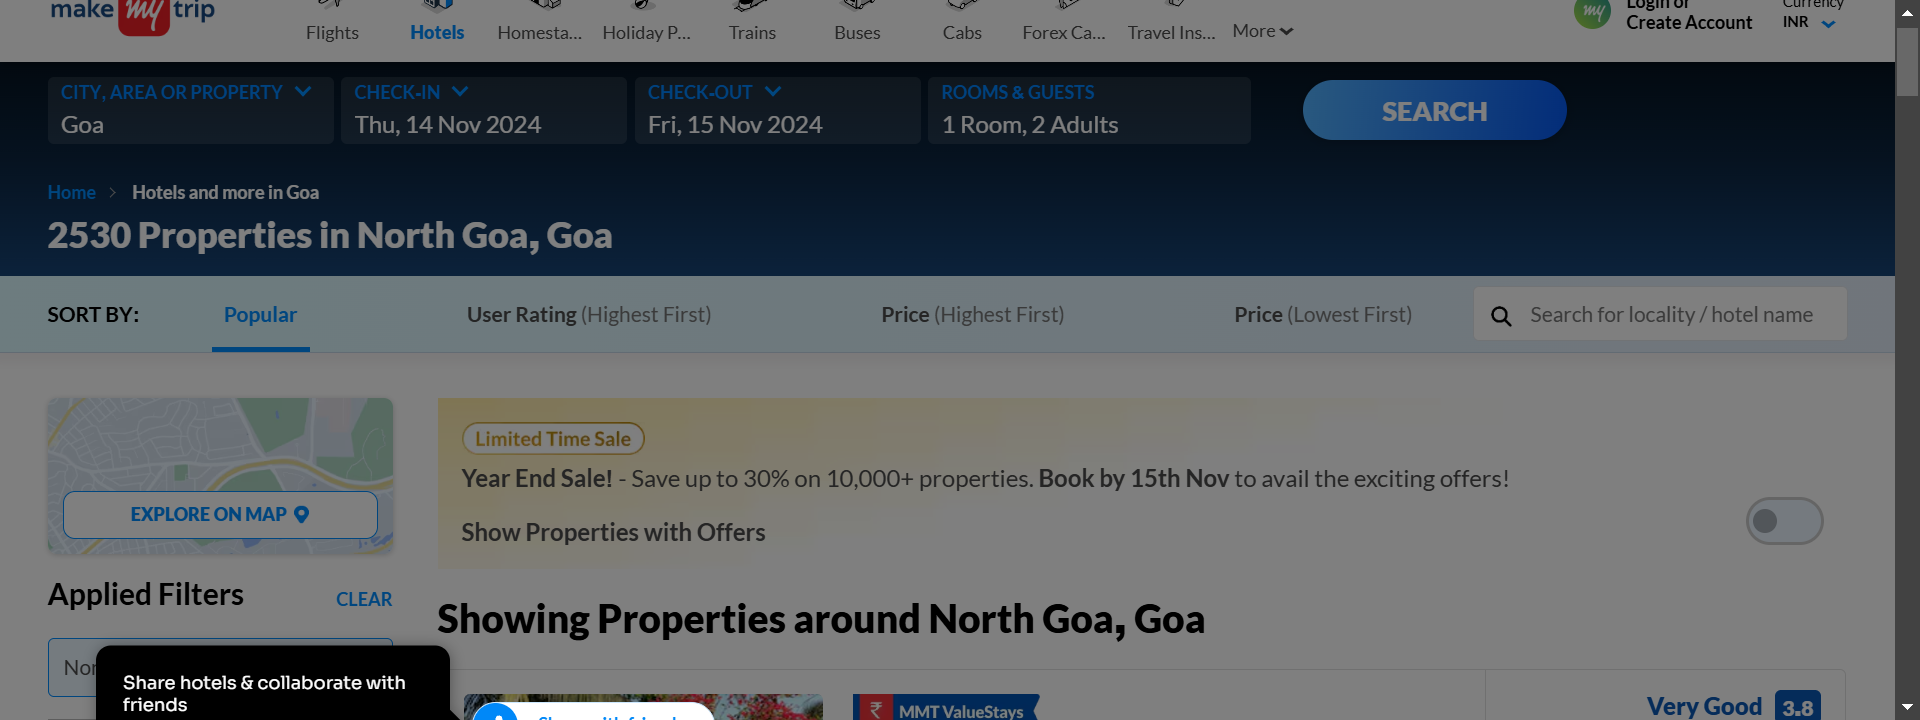 make my trip
Flights
Hotels
Homesta...
Holiday P...
Trains
Buses
Cabs
Forex Ca...
Travel Ins...
More
my
Login or
Create Account
Currency
INR
CITY, AREA OR PROPERTY
Goa
CHECK-IN
Thu, 14 Nov 2024
CHECK-OUT
Fri, 15 Nov 2024
ROOMS & GUESTS
1 Room, 2 Adults
SEARCH
Home
Hotels and more in Goa
2530 Properties in North Goa, Goa
SORT BY:
Popular
User Rating (Highest First)
Price (Highest First)
Price (Lowest First)
Search for locality / hotel name
EXPLORE ON MAP
Limited Time Sale
Year End Sale! - Save up to 30% on 10,000+ properties. Book by 15th Nov to avail the exciting offers!
Show Properties with Offers
Applied Filters
CLEAR
Showing Properties around North Goa, Goa
Share hotels & collaborate with
friends
₹ MMT ValueStays
Very Good 3.8